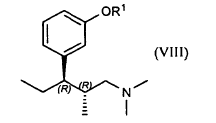 OR¹
(VIII)
(R) (R)
N